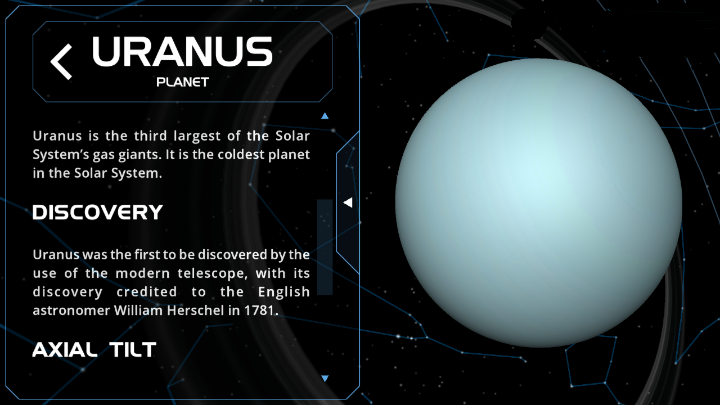 URANUS
PLANET
Uranus is the third largest of the Solar
System's gas giants. It is the coldest planet
in the Solar System.
DISCOVERY
Uranus was the first to be discovered by the
use of the modern telescope, with its
discovery credited to the English
astronomer William Herschel in 1781.
AXIAL TILT